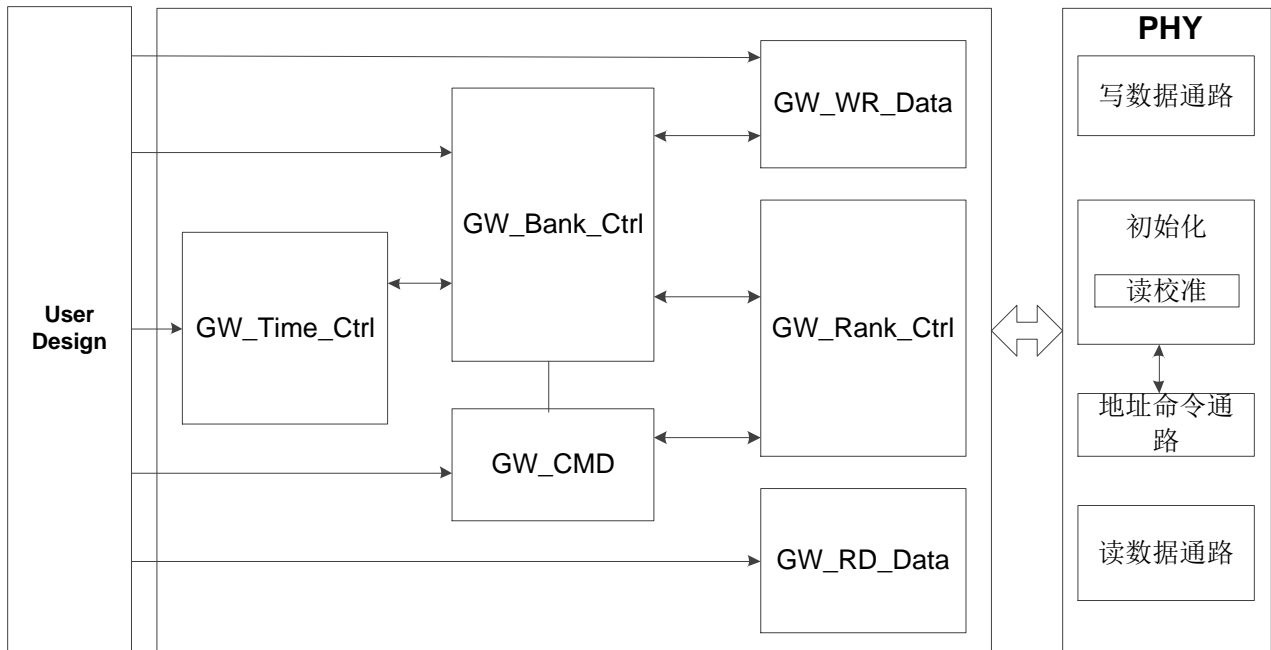 User
Design
GW_Time_Ctrl
GW_Bank_Ctrl
GW_CMD
GW_WR_Data
GW_Rank_Ctrl
GW_RD_Data
PHY
写数据通路
初始化
读校准
地址命令通
路
读数据通路